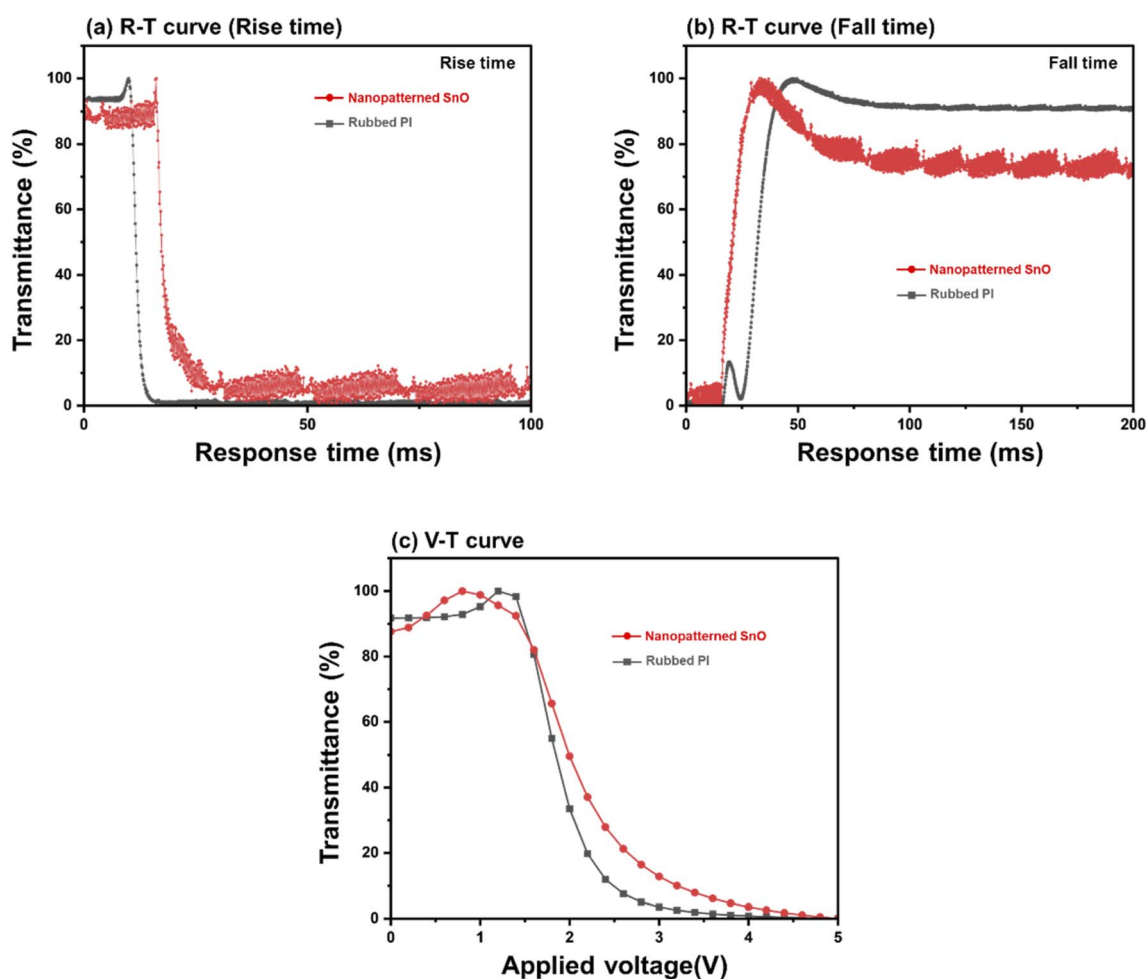 (a) R-T curve (Rise time)
Rise time
Nanopatterned SnO
Rubbed PI
Transmittance (%)
100
80
60
40
20
0
0 50 100
Response time (ms)
(b) R-T curve (Fall time)
Fall time
Nanopatterned SnO
Rubbed PI
Transmittance (%)
100
80
60
40
20
0
0 50 100 150 200
Response time (ms)
(c) V-T curve
Nanopatterned SnO
Rubbed PI
Transmittance (%)
100
80
60
40
20
0
0 1 2 3 4 5
Applied voltage(V)